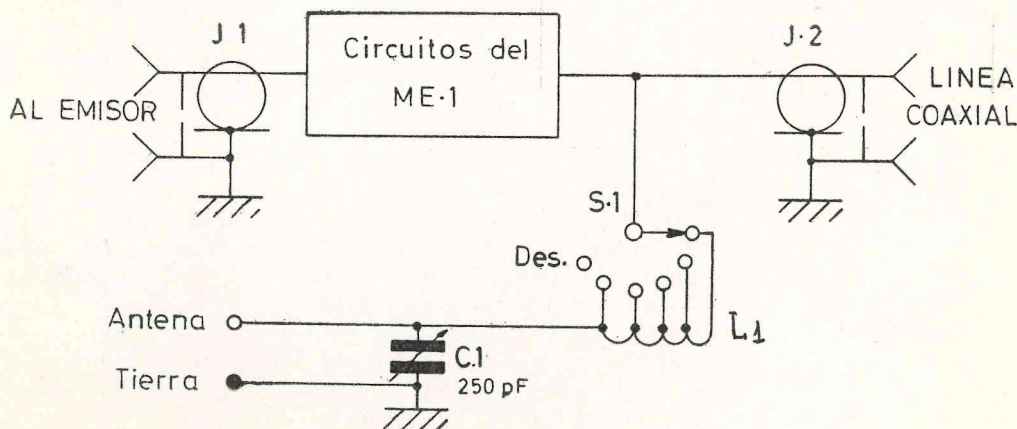 J 1
Circuitos del
ME·1
J·2
AL EMISOR
LINEA
COAXIAL
S·1
Des.
Antena
L1
C.1
250 pF
Tierra